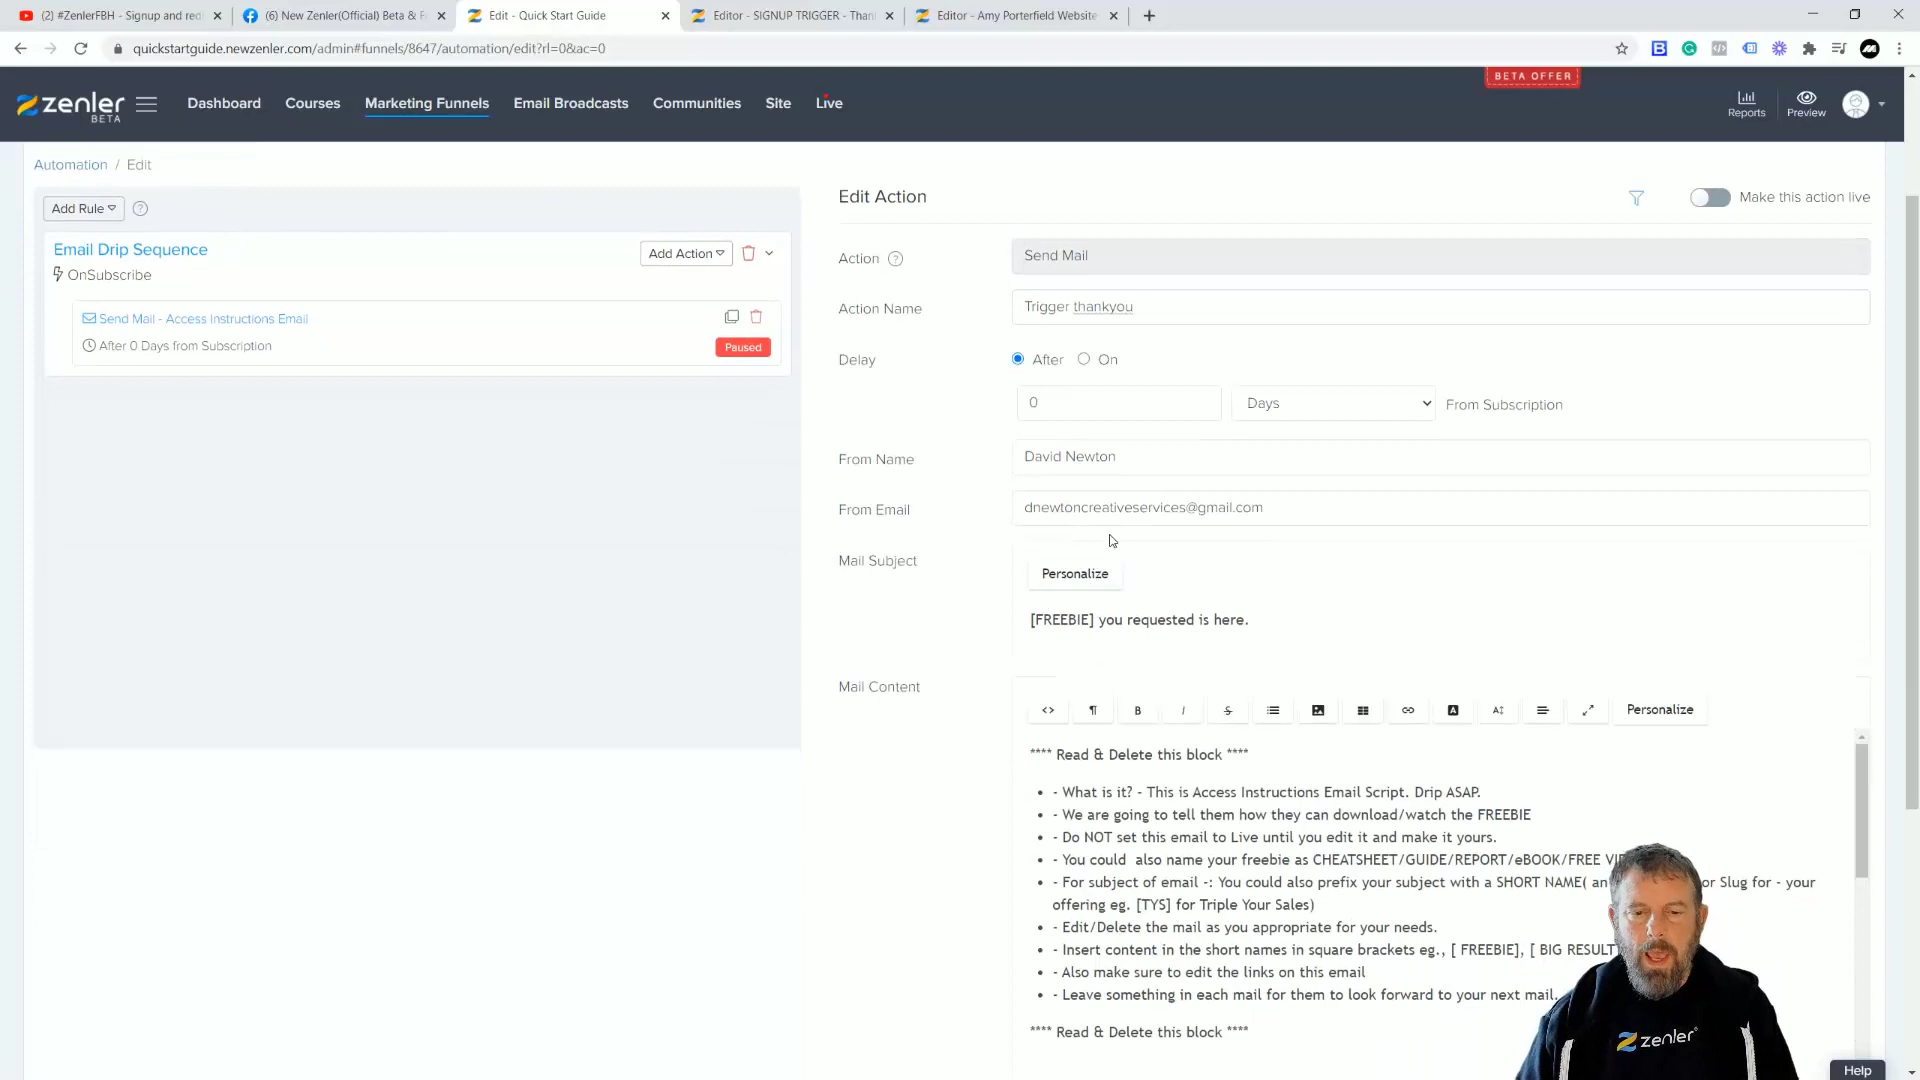 (2) #ZenlerFBH - Signup and red
(6) New Zenler(Official) Beta & F
Edit - Quick Start Guide
Editor - SIGNUP TRIGGER - Than
Editor - Amy Porterfield Website
quickstartguide.newzenler.com/admin#funnels/8647/automation/edit?rl=0&ac=0
BETA OFFER
zenler
BETA
Dashboard
Courses
Marketing Funnels
Email Broadcasts
Communities
Site
Live
Reports
Preview
Automation / Edit
Add Rule
Email Drip Sequence
Add Action
OnSubscribe
Send Mail - Access Instructions Email
After 0 Days from Subscription
Paused
Edit Action
Make this action live
Action
Send Mail
Action Name
Trigger thankyou
Delay
After
On
0
Days
From Subscription
From Name
David Newton
From Email
dnewtoncreativeservices@gmail.com
Mail Subject
Personalize
[FREEBIE] you requested is here.
Mail Content
Personalize
**** Read & Delete this block ****
• - What is it? - This is Access Instructions Email Script. Drip ASAP.
• - We are going to tell them how they can download/watch the FREEBIE
• - Do NOT set this email to Live until you edit it and make it yours.
• - You could also name your freebie as CHEATSHEET/GUIDE/REPORT/eBOOK/FREE
• - For subject of email -: You could also prefix your subject with a SHORT NAME( or Slug for - your
offering eg. [TYS] for Triple Your Sales)
• - Edit/Delete the mail as you appropriate for your needs.
• - Insert content in the short names in square brackets eg., [ FREEBIE], [ BIG RESULT
• - Also make sure to edit the links on this email
• - Leave something in each mail for them to look forward to your next mail.
**** Read & Delete this block ****
zenler
Help